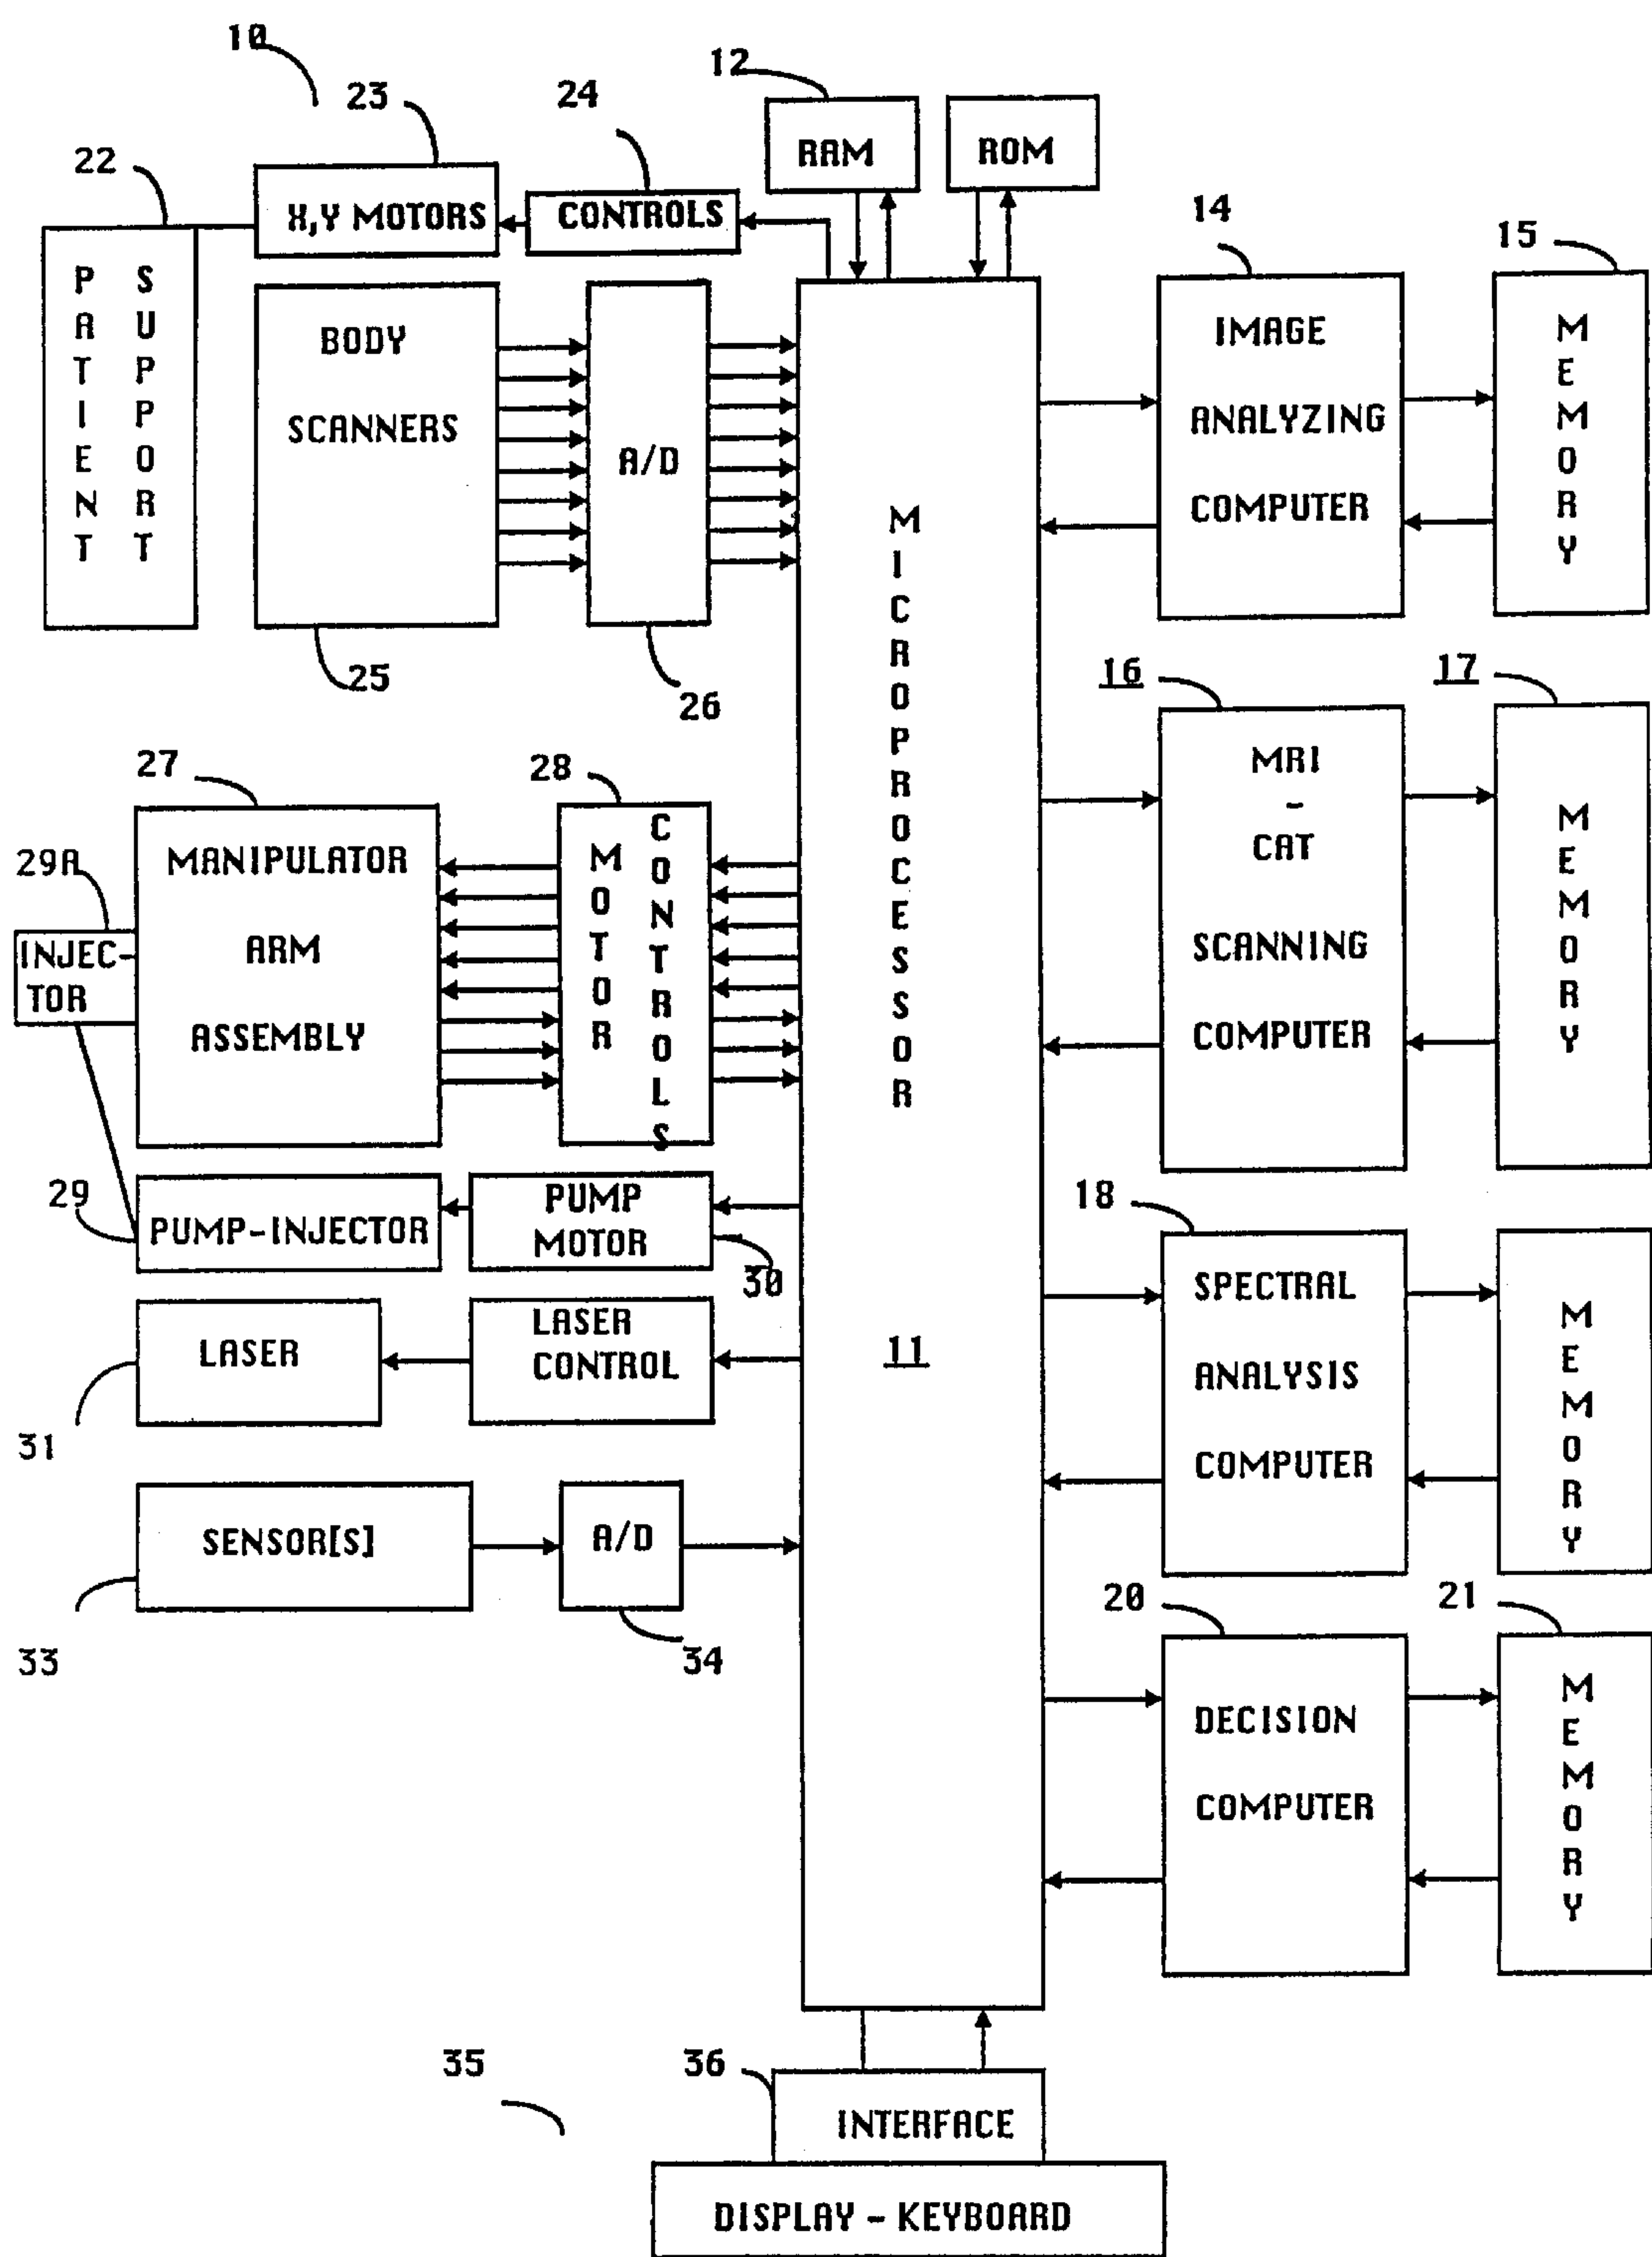 10
12
23
24
22
RAM
ROM
X,Y MOTORS
CONTROLS
14
15
PATIENT
SUPPORT
BODY
SCANNERS
A/D
25
26
IMAGE
ANALYZING
COMPUTER
MEMORY
MICROPROCESSOR
11
16
17
MRI
-
CAT
SCANNING
COMPUTER
MEMORY
27
28
29A
MANIPULATOR
ARM
ASSEMBLY
MOTOR
CONTROLS
INJEC-
TOR
29
PUMP-INJECTOR
PUMP
MOTOR
30
18
SPECTRAL
ANALYSIS
COMPUTER
MEMORY
LASER
LASER
CONTROL
31
SENSOR[S]
A/D
33
34
20
21
DECISION
COMPUTER
MEMORY
35
36
INTERFACE
DISPLAY - KEYBOARD